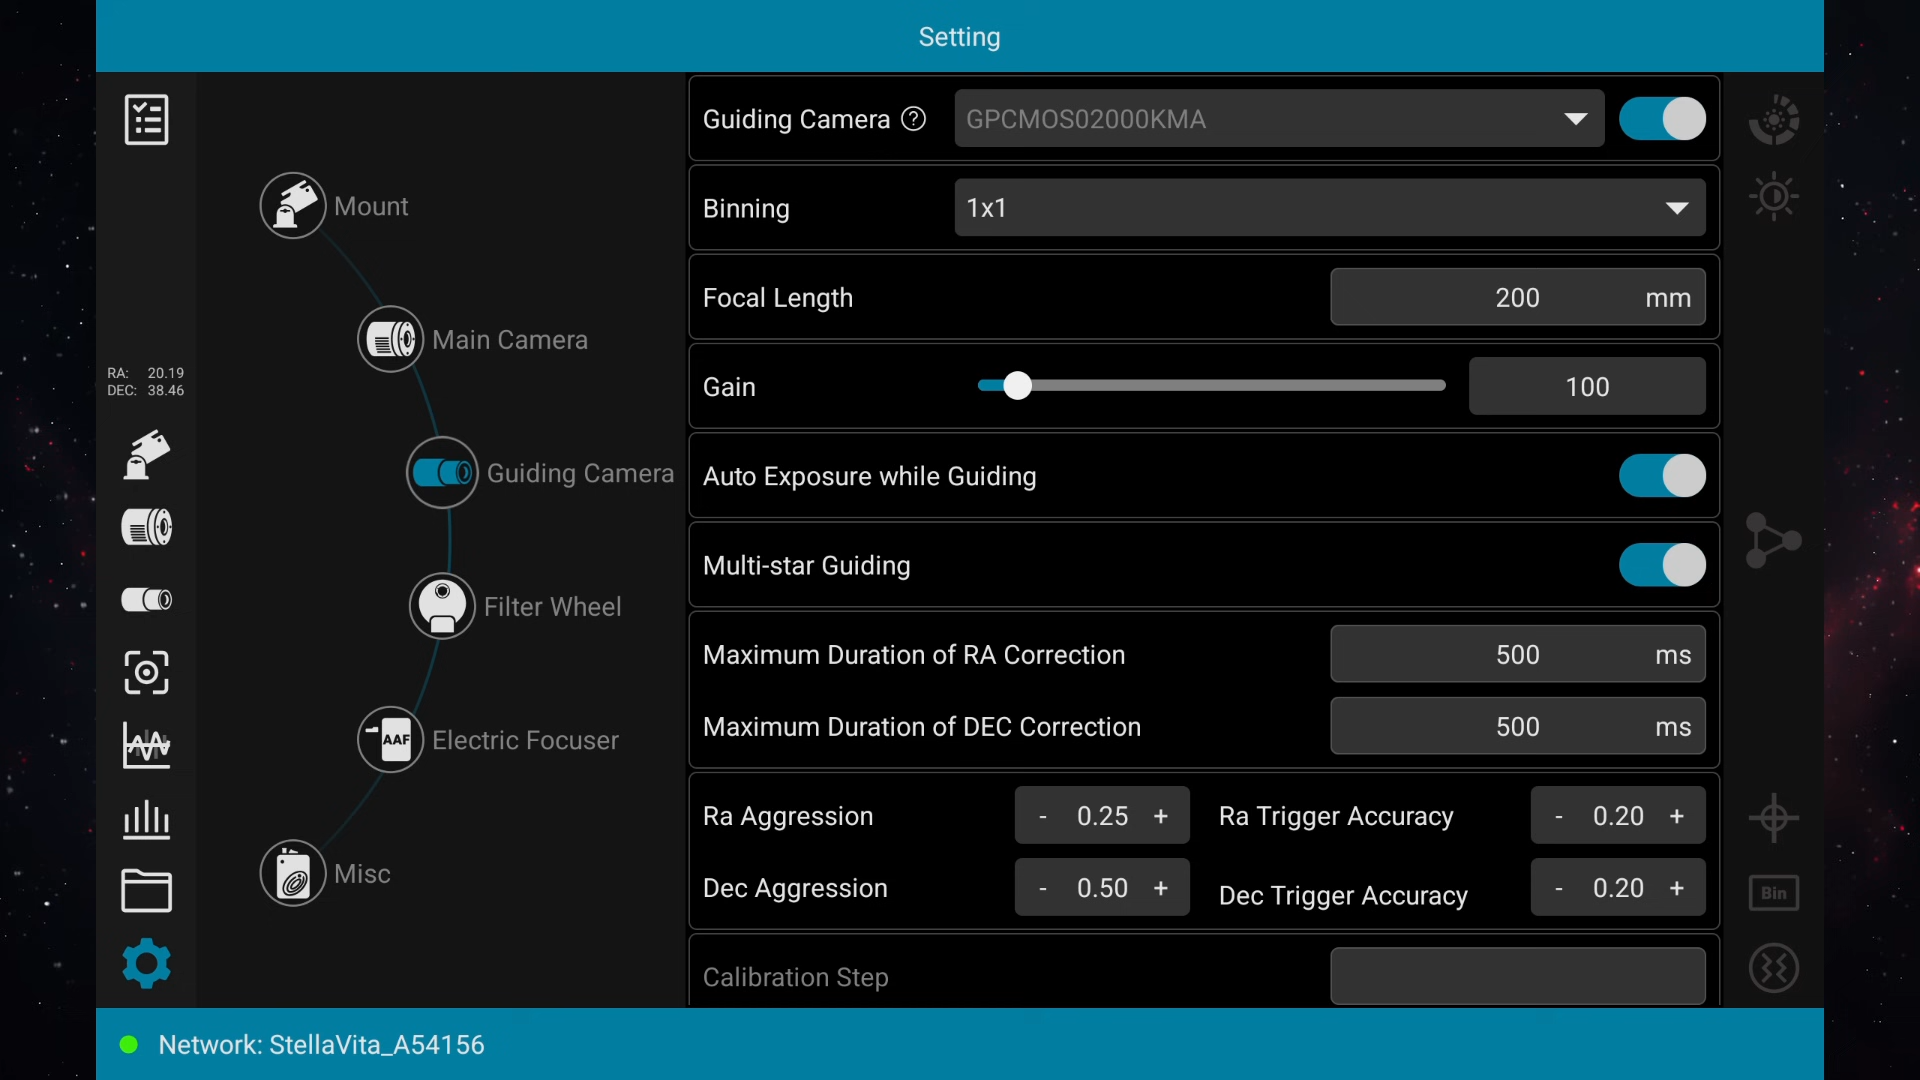 Setting
Guiding Camera ?
GPCMOS02000KMA
Binning
1x1
Focal Length
200 mm
Gain
100
Auto Exposure while Guiding
Multi-star Guiding
Maximum Duration of RA Correction
500 ms
Maximum Duration of DEC Correction
500 ms
Ra Aggression
- 0.25 +
Ra Trigger Accuracy
- 0.20 +
Dec Aggression
- 0.50 +
Dec Trigger Accuracy
- 0.20 +
Calibration Step
Mount
Main Camera
Guiding Camera
Filter Wheel
AAF
Electric Focuser
Misc
RA: 20.19
DEC: 38.46
Bin
Network: StellaVita_A54156